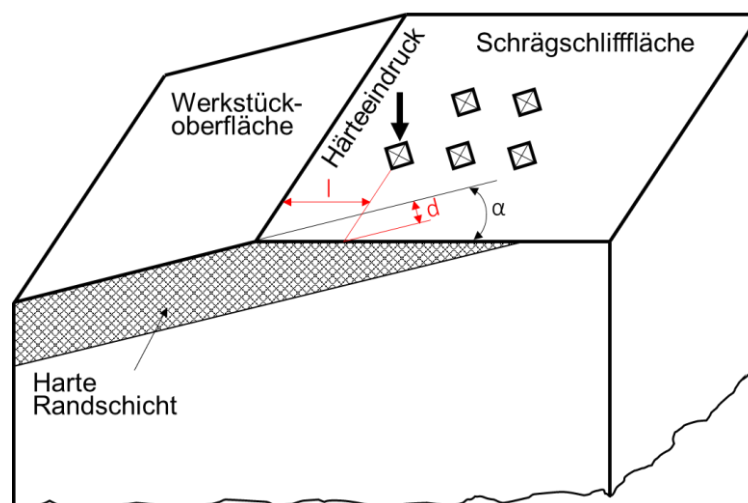 Schrägschlifffläche
Werkstück-
oberfläche
Härteeindruck
l
d
α
Harte
Randschicht